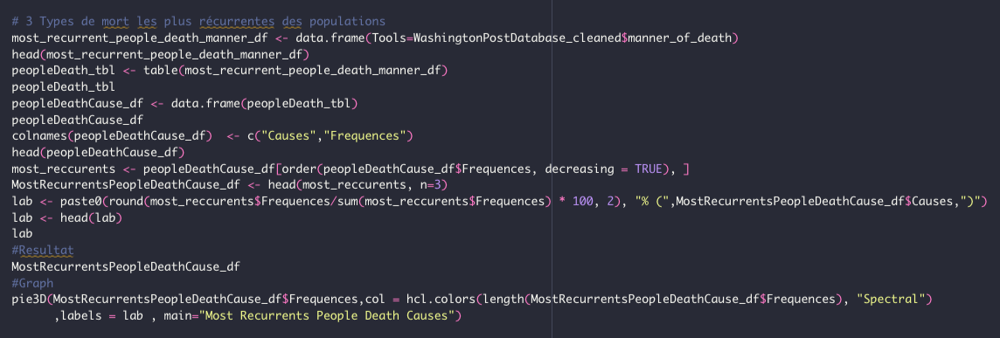 # 3 Types de mort les plus récurrentes des populations
most_recurrent_people_death_manner_df <- data.frame(Tools=WashingtonPostDatabase_cleaned$manner_of_death)
head(most_recurrent_people_death_manner_df)
peopleDeath_tbl <- table(most_recurrent_people_death_manner_df)
peopleDeath_tbl
peopleDeathCause_df <- data.frame(peopleDeath_tbl)
peopleDeathCause_df
colnames(peopleDeathCause_df)  <- c("Causes","Frequences")
head(peopleDeathCause_df)
most_reccurents <- peopleDeathCause_df[order(peopleDeathCause_df$Frequences, decreasing = TRUE), ]
MostRecurrentsPeopleDeathCause_df <- head(most_reccurents, n=3)
lab <- paste0(round(most_reccurents$Frequences/sum(most_reccurents$Frequences) * 100, 2), "% (",MostRecurrentsPeopleDeathCause_df$Causes,")")
lab <- head(lab)
lab
#Resultat
MostRecurrentsPeopleDeathCause_df
#Graph
pie3D(MostRecurrentsPeopleDeathCause_df$Frequences,col = hcl.colors(length(MostRecurrentsPeopleDeathCause_df$Frequences), "Spectral")
      ,labels = lab , main="Most Recurrents People Death Causes")